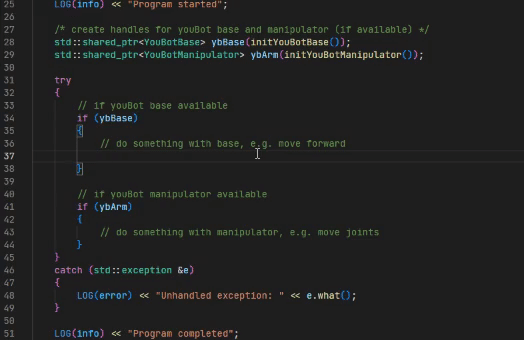 25 LOG(info) << "Program started";
26
27 /* create handles for youBot base and manipulator (if available) */
28 std::shared_ptr<YouBotBase> ybBase(initYouBotBase());
29 std::shared_ptr<YouBotManipulator> ybArm(initYouBotManipulator());
30
31 try
32 {
33 // if youBot base available
34 if (ybBase)
35 {
36 // do something with base, e.g. move forward
37
38 }
39
40 // if youBot manipulator available
41 if (ybArm)
42 {
43 // do something with manipulator, e.g. move joints
44 }
45 }
46 catch (std::exception &e)
47 {
48 LOG(error) << "Unhandled exception: " << e.what();
49 }
50
51 LOG(info) << "Program completed";